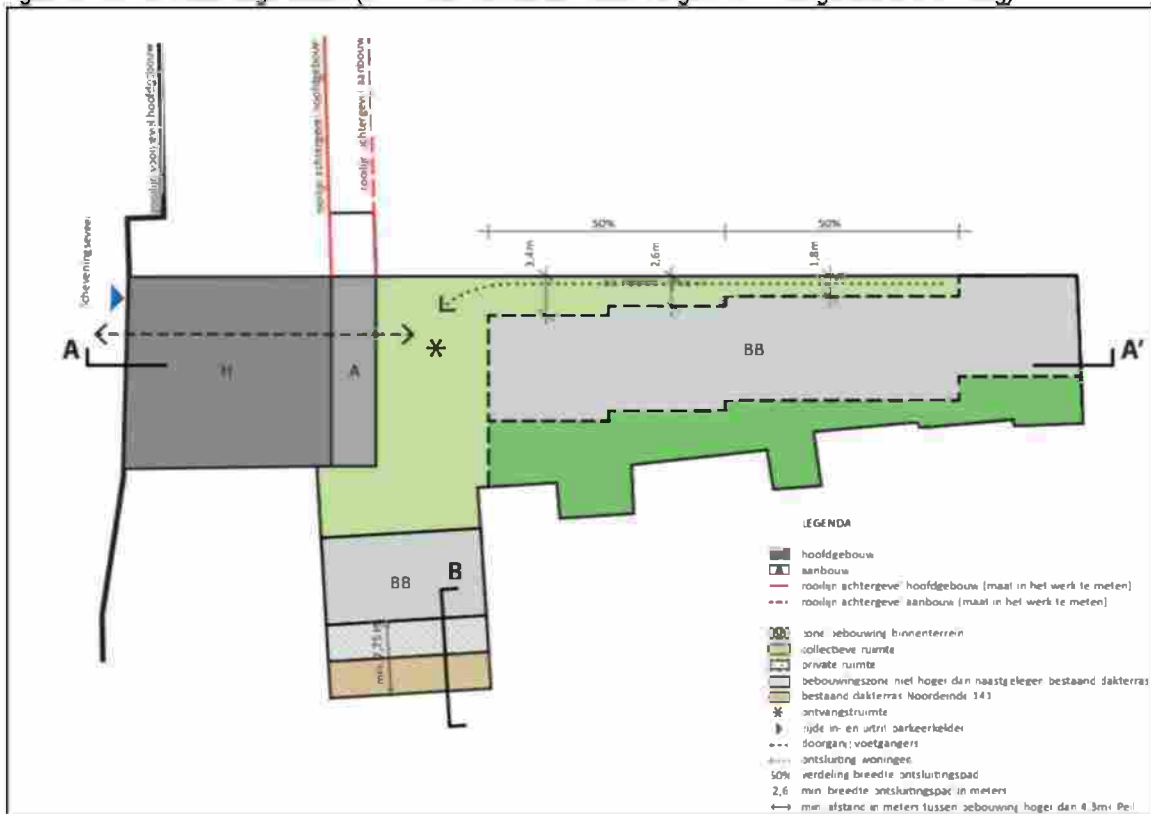 rooilijn voorgevel hoofdgebouw
rooilijn achtergevel hoofdgebouw
rooilijn achtergevel aanbouw
Scheveningseveer
50% 50%
3,4m
2,6m
1,8m
A
H
A
BB
A'
BB
B
LEGENDA
hoofdgebouw
A aanbouw
rooilijn achtergevel hoofdgebouw (maat in het werk te meten)
rooilijn achtergevel aanbouw (maat in het werk te meten)
BB zone bebouwing binnenterrein
collectieve ruimte
private ruimte
bebouwingszone niet hoger dan naastgelegen bestaand dakterras
bestaand dakterras Noordeinde 141
ontvangstruimte
zijde in- en uitrit parkeerkelder
doorgang voetgangers
ontsluiting woningen
50% verdeling breedte ontsluitingspad
2,6 min. breedte ontsluitingspad in meters
min. afstand in meters tussen bebouwing hoger dan 4.3m+ Peil